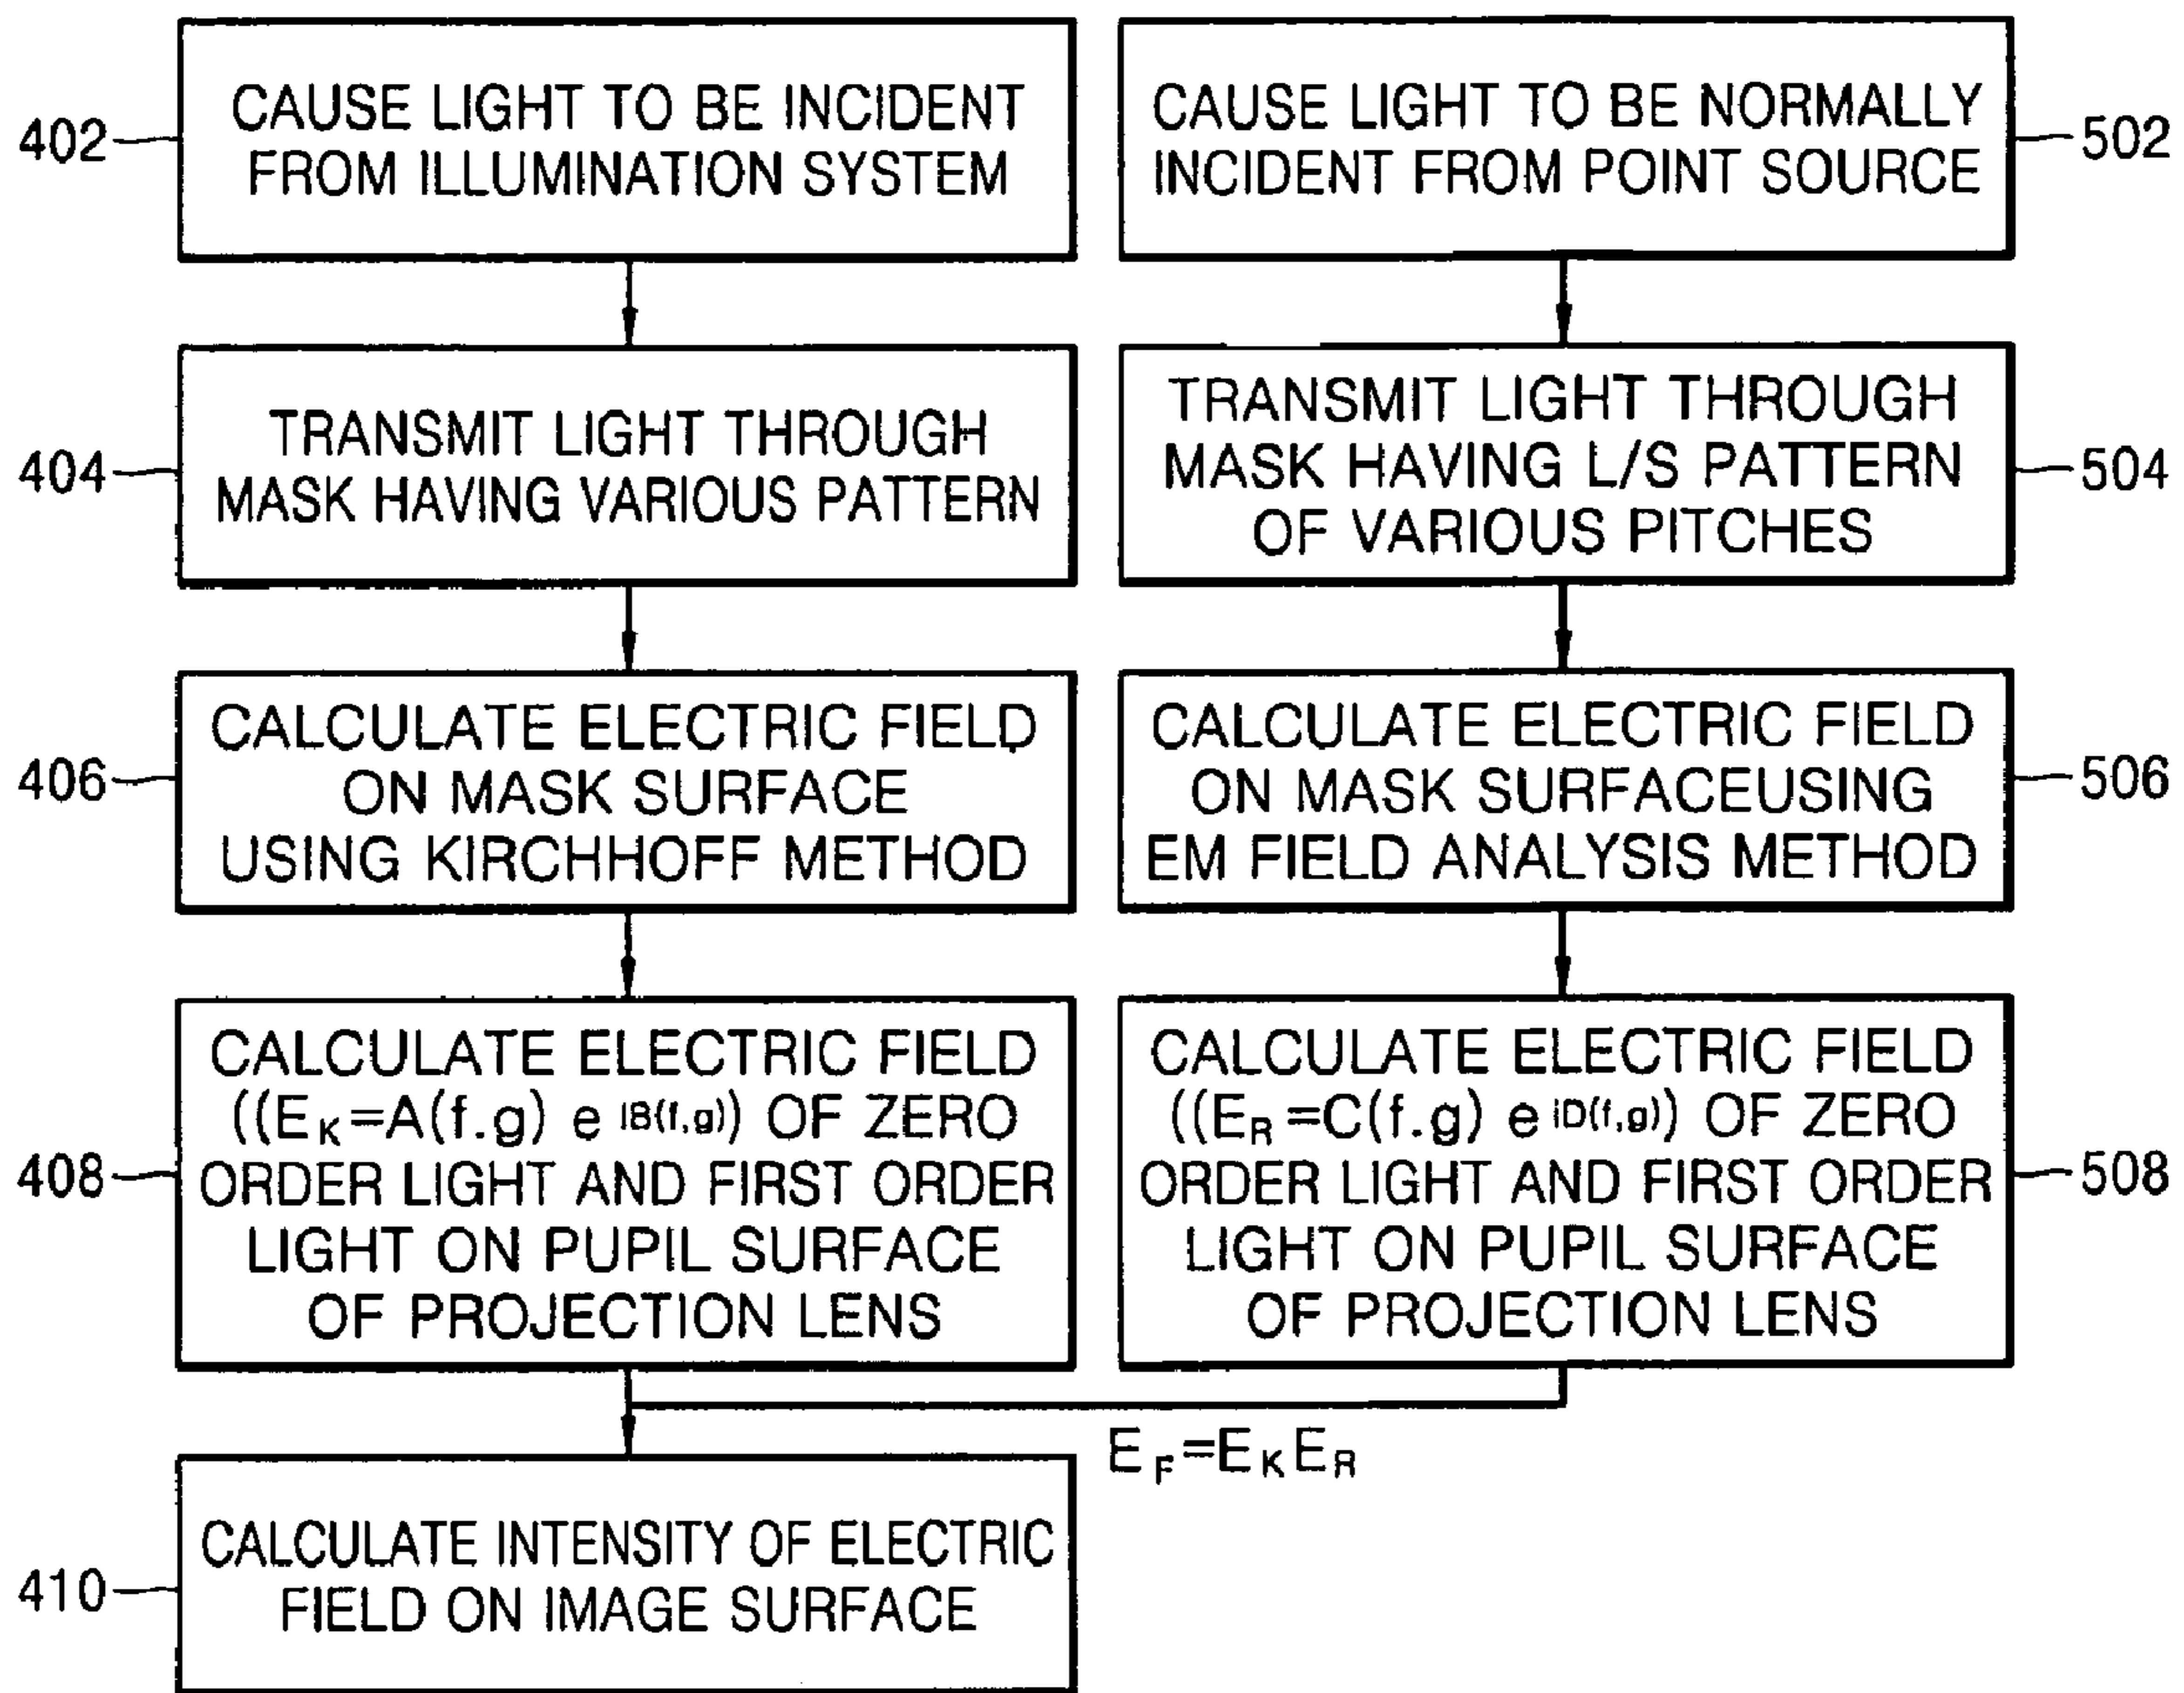 402
CAUSE LIGHT TO BE INCIDENT
FROM ILLUMINATION SYSTEM
404
TRANSMIT LIGHT THROUGH
MASK HAVING VARIOUS PATTERN
406
CALCULATE ELECTRIC FIELD
ON MASK SURFACE
USING KIRCHHOFF METHOD
408
CALCULATE ELECTRIC FIELD
((E_K=A(f.g) e^iB(f,g)) OF ZERO
ORDER LIGHT AND FIRST ORDER
LIGHT ON PUPIL SURFACE
OF PROJECTION LENS
410
CALCULATE INTENSITY OF ELECTRIC
FIELD ON IMAGE SURFACE
CAUSE LIGHT TO BE NORMALLY
INCIDENT FROM POINT SOURCE
502
TRANSMIT LIGHT THROUGH
MASK HAVING L/S PATTERN
OF VARIOUS PITCHES
504
CALCULATE ELECTRIC FIELD
ON MASK SURFACEUSING
EM FIELD ANALYSIS METHOD
506
CALCULATE ELECTRIC FIELD
((E_R=C(f.g) e^iD(f,g)) OF ZERO
ORDER LIGHT AND FIRST ORDER
LIGHT ON PUPIL SURFACE
OF PROJECTION LENS
508
E_F=E_K E_R